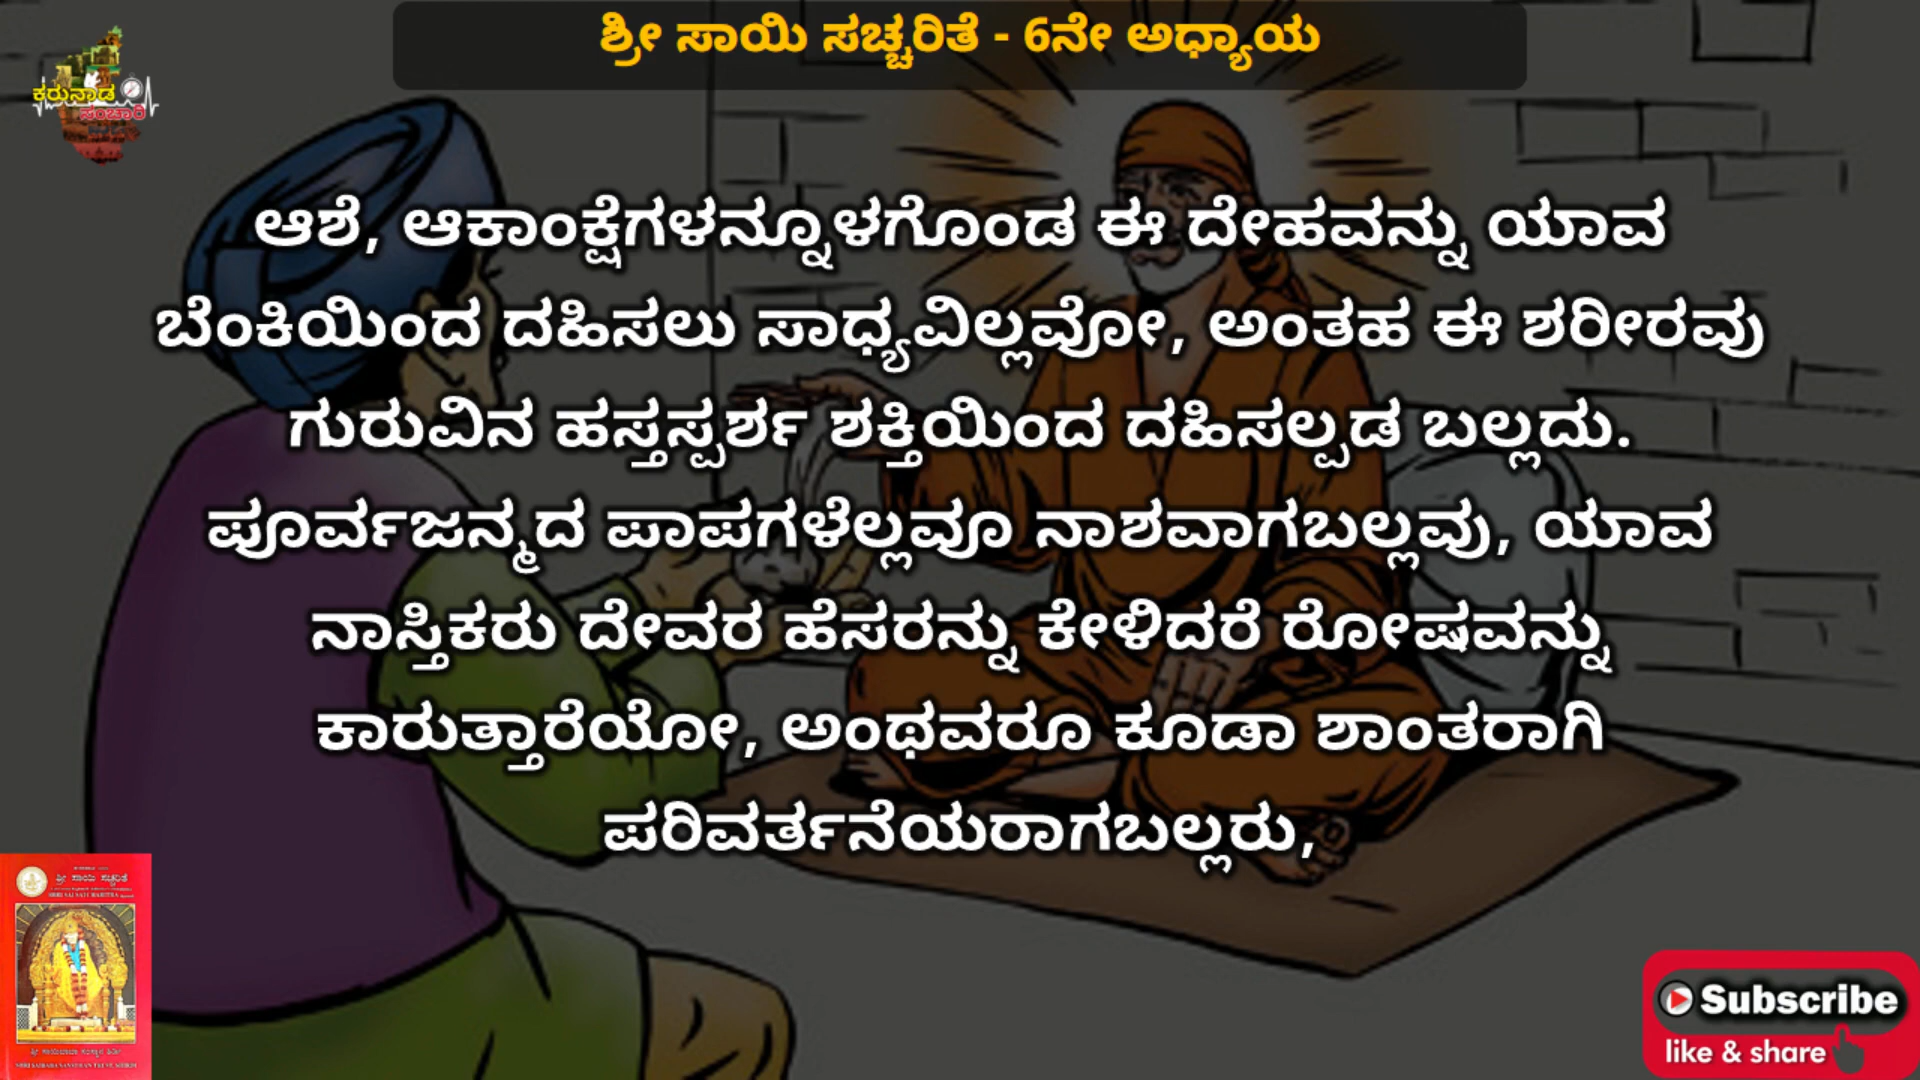 ಶ್ರೀ ಸಾಯಿ ಸಚ್ಚರಿತೆ - 6ನೇ ಅಧ್ಯಾಯ
ಕರುನಾಡ
ಸಂಚಾರಿ
ಆಶೆ, ಆಕಾಂಕ್ಷೆಗಳನ್ನೂಳಗೊಂಡ ಈ ದೇಹವನ್ನು ಯಾವ
ಬೆಂಕಿಯಿಂದ ದಹಿಸಲು ಸಾಧ್ಯವಿಲ್ಲವೋ, ಅಂತಹ ಈ ಶರೀರವು
ಗುರುವಿನ ಹಸ್ತಸ್ಪರ್ಶ ಶಕ್ತಿಯಿಂದ ದಹಿಸಲ್ಪಡ ಬಲ್ಲದು.
ಪೂರ್ವಜನ್ಮದ ಪಾಪಗಳೆಲ್ಲವೂ ನಾಶವಾಗಬಲ್ಲವು, ಯಾವ
ನಾಸ್ತಿಕರು ದೇವರ ಹೆಸರನ್ನು ಕೇಳಿದರೆ ರೋಷವನ್ನು
ಕಾರುತ್ತಾರೆಯೋ, ಅಂಥವರೂ ಕೂಡಾ ಶಾಂತರಾಗಿ
ಪರಿವರ್ತನೆಯರಾಗಬಲ್ಲರು,
ಶ್ರೀ ಸಾಯಿ ಸಚ್ಚರಿತೆ
Subscribe
like & share